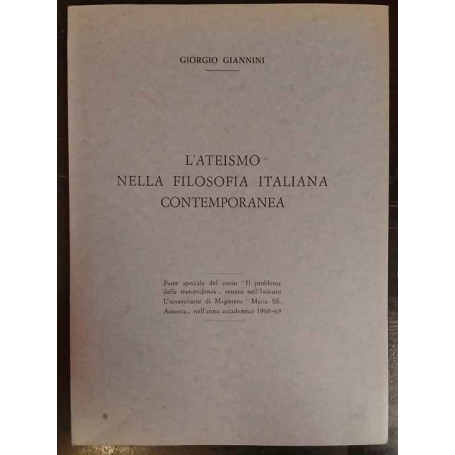 GIORGIO GIANNINI
L'ATEISMO
NELLA FILOSOFIA ITALIANA
CONTEMPORANEA
Parte speciale del corso "Il problema
della trascendenza„ tenuto nell'Istituto
Universitario di Magistero "Maria SS.
Assunta„ nell'anno accademico 1968-69